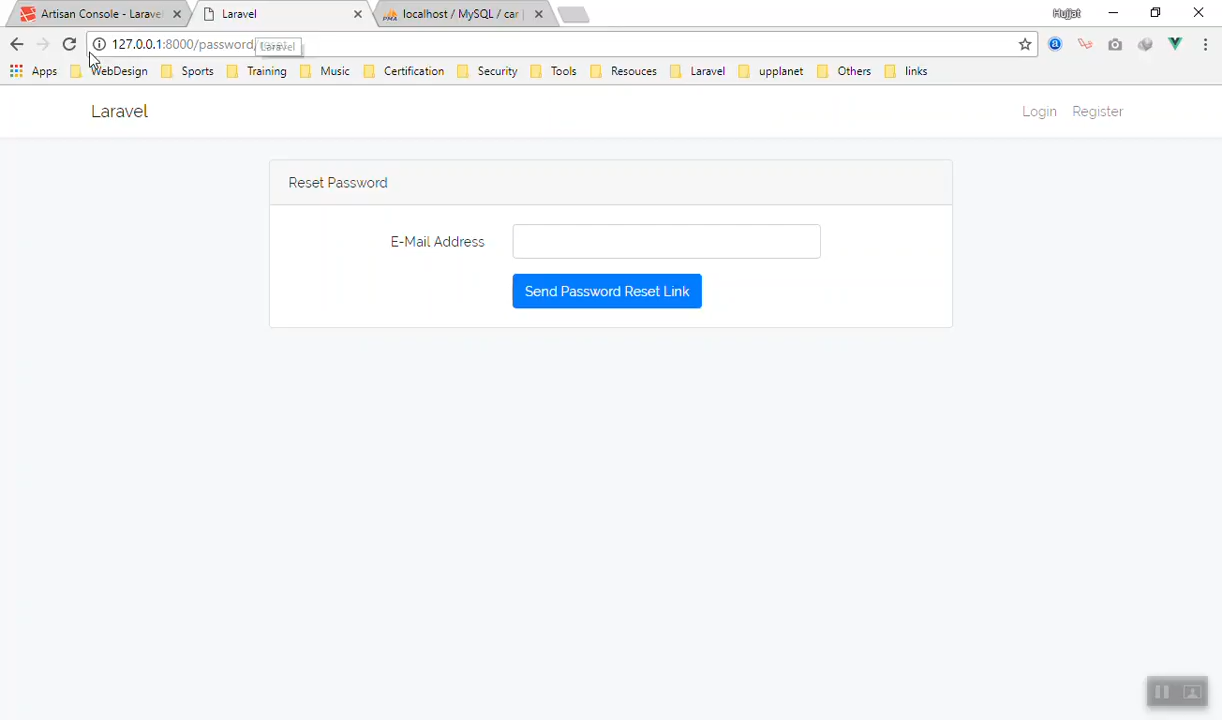 Artisan Console - Larave
Laravel
localhost / MySQL / car |
Hujjat
127.0.0.1:8000/password/
Laravel
Apps
WebDesign
Sports
Training
Music
Certification
Security
Tools
Resouces
Laravel
upplanet
Others
links
Laravel
Login
Register
Reset Password
E-Mail Address
Send Password Reset Link